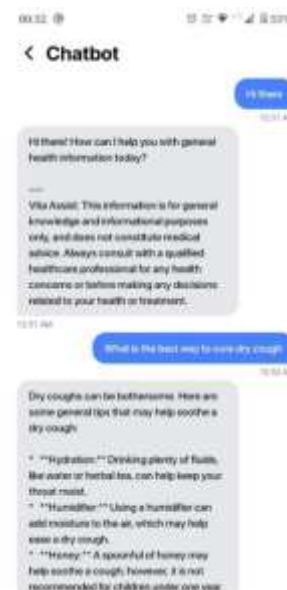 Chatbot
Hi there
Hi there! How can I help you with general
health information today?
Vita Assist: This information is for general
knowledge and informational purposes
only, and does not constitute medical
advice. Always consult with a qualified
healthcare professional for any health
concerns or before making any decisions
related to your health or treatment.
What is the best way to cure dry cough
Dry coughs can be bothersome. Here are
some general tips that may help soothe a
dry cough:
* **Hydration:** Drinking plenty of fluids,
like water or herbal tea, can help keep your
throat moist.
* **Humidifier:** Using a humidifier can
add moisture to the air, which may help
ease a dry cough.
* **Honey:** A spoonful of honey may
help soothe a cough; however, it is not
recommended for children under one year